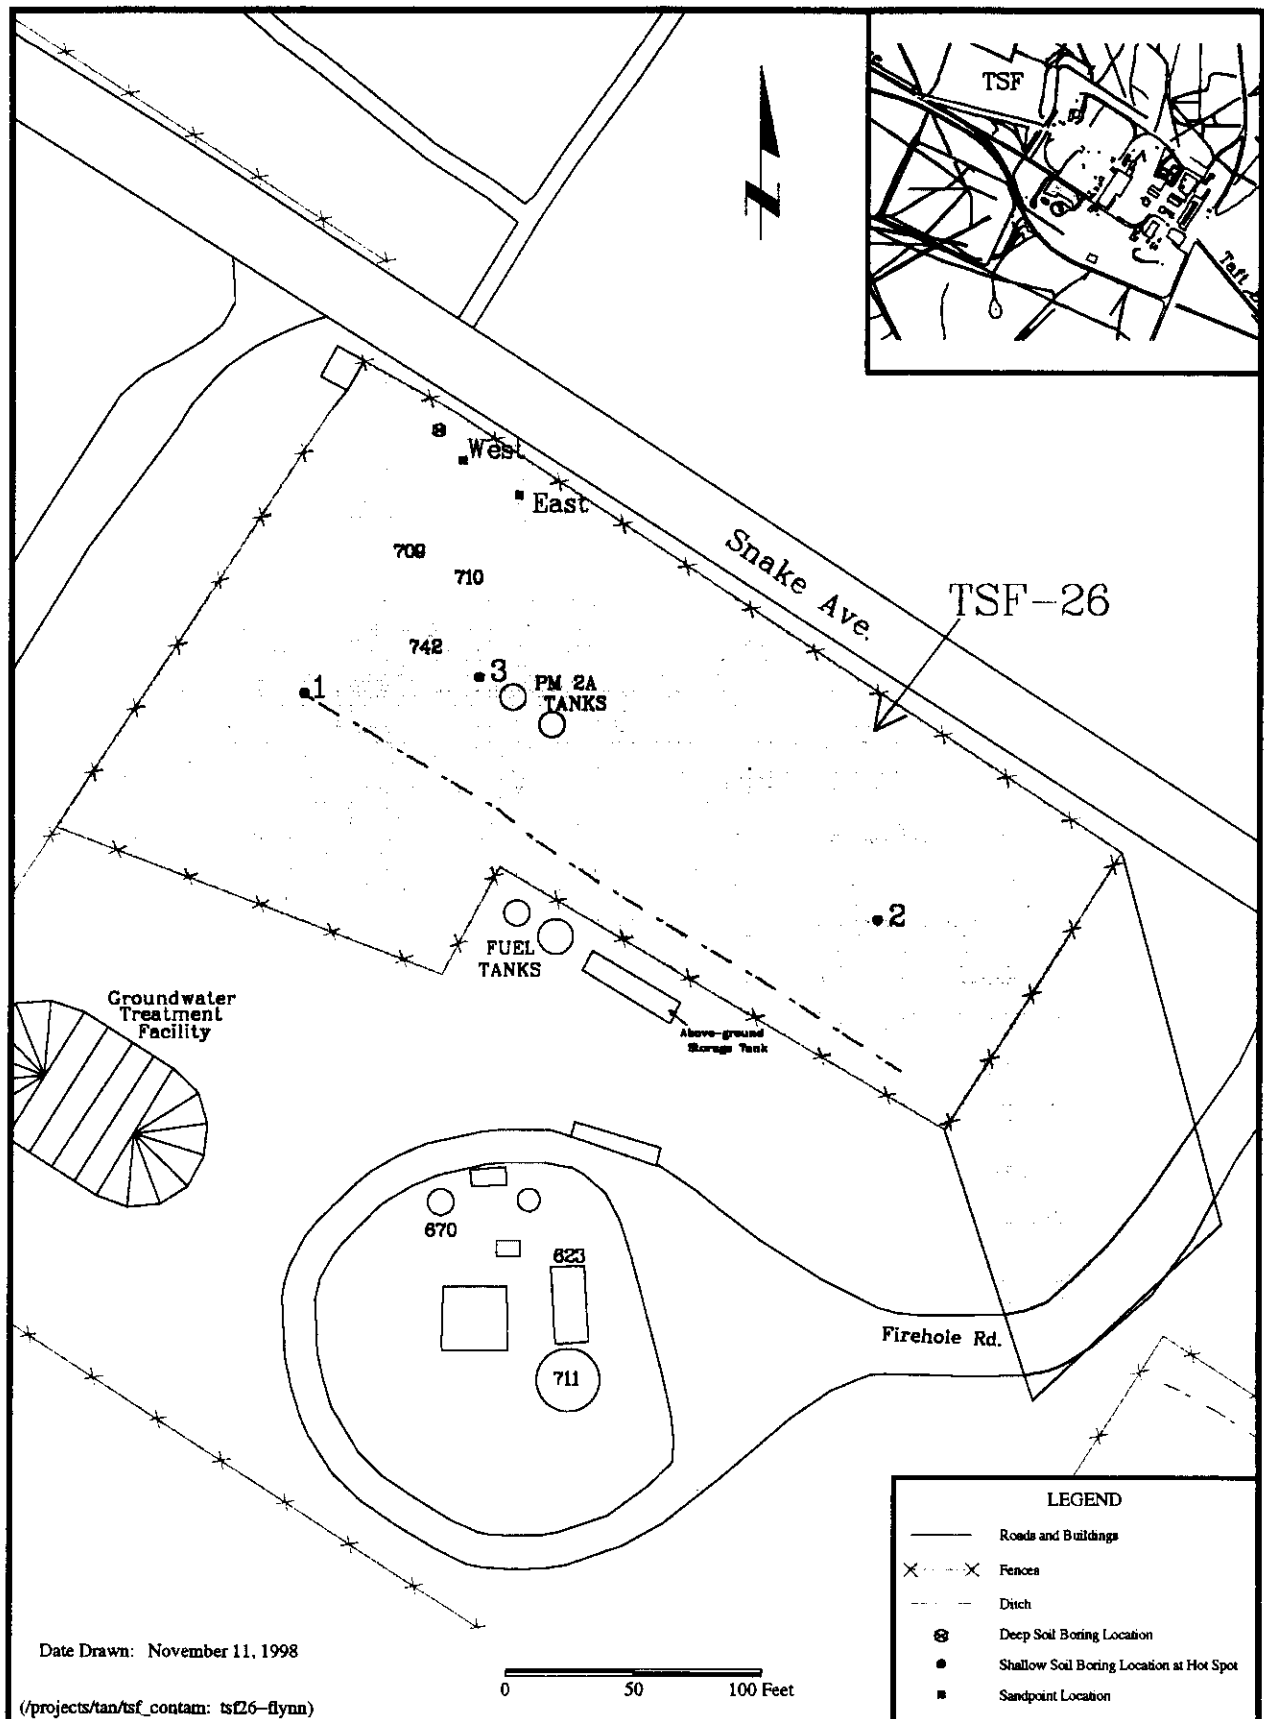 TSF
Taft
West
East
709
710
Snake Ave.
TSF-26
742
3
1
PM 2A
TANKS
2
FUEL
TANKS
Groundwater
Treatment
Facility
Above-ground
Storage Tank
670
623
Firehole Rd.
711
LEGEND
Roads and Buildings
Fences
Ditch
Deep Soil Boring Location
Shallow Soil Boring Location at Hot Spot
Sandpoint Location
Date Drawn: November 11, 1998
0 50 100 Feet
(/projects/tan/tsf_contam: tsf26-flynn)